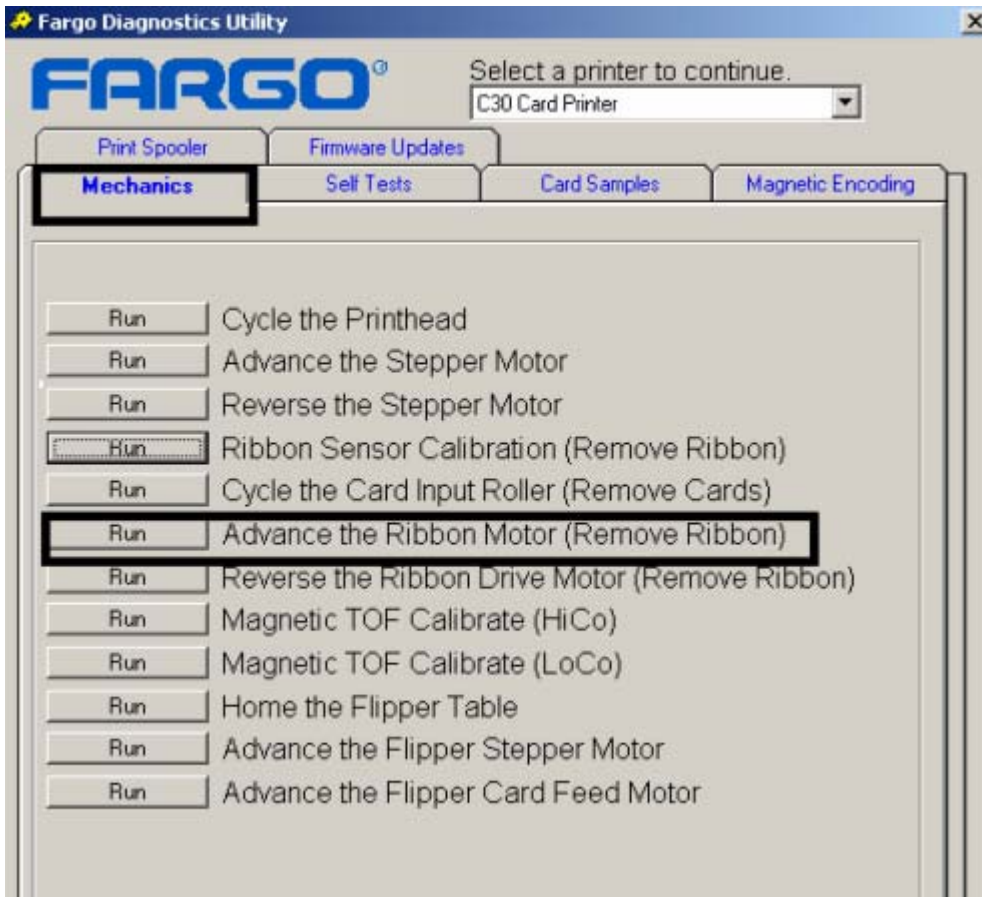 Fargo Diagnostics Utility
FARGO®
Select a printer to continue.
C30 Card Printer
Print Spooler
Firmware Updates
Mechanics
Self Tests
Card Samples
Magnetic Encoding
Run Cycle the Printhead
Run Advance the Stepper Motor
Run Reverse the Stepper Motor
Run Ribbon Sensor Calibration (Remove Ribbon)
Run Cycle the Card Input Roller (Remove Cards)
Run Advance the Ribbon Motor (Remove Ribbon)
Run Reverse the Ribbon Drive Motor (Remove Ribbon)
Run Magnetic TOF Calibrate (HiCo)
Run Magnetic TOF Calibrate (LoCo)
Run Home the Flipper Table
Run Advance the Flipper Stepper Motor
Run Advance the Flipper Card Feed Motor